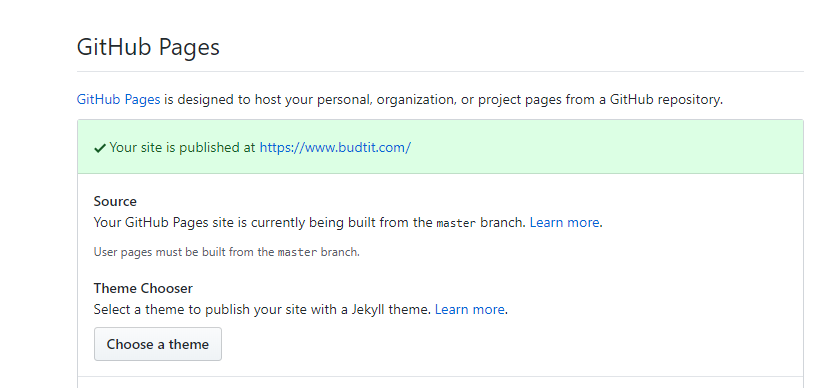 GitHub Pages
GitHub Pages is designed to host your personal, organization, or project pages from a GitHub repository.
Your site is published at https://www.budtit.com/
Source
Your GitHub Pages site is currently being built from the master branch. Learn more.
User pages must be built from the master branch.
Theme Chooser
Select a theme to publish your site with a Jekyll theme. Learn more.
Choose a theme